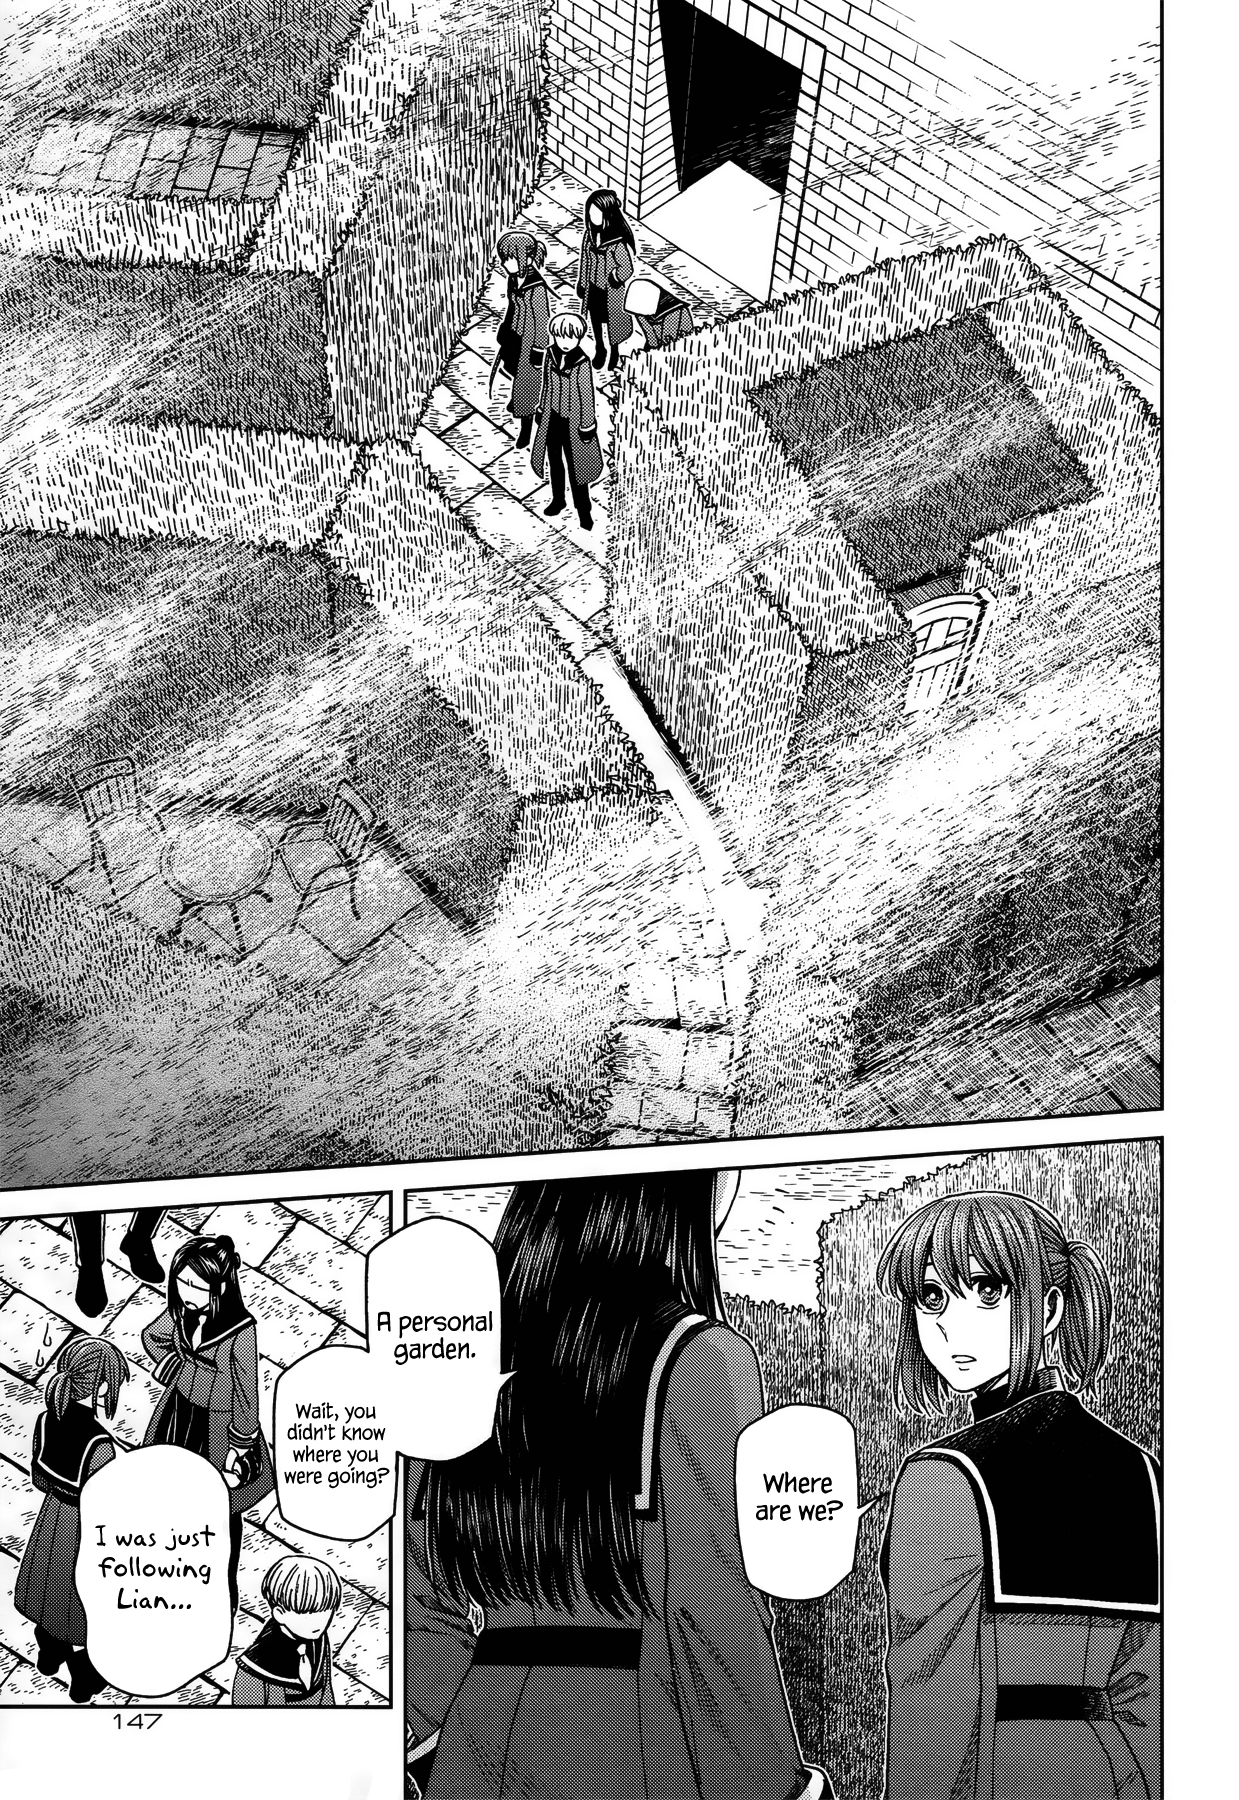 Where
are we?
A personal
garden.
Wait, you
didn't know
where you
were going?
I was just
following
Lian...
147